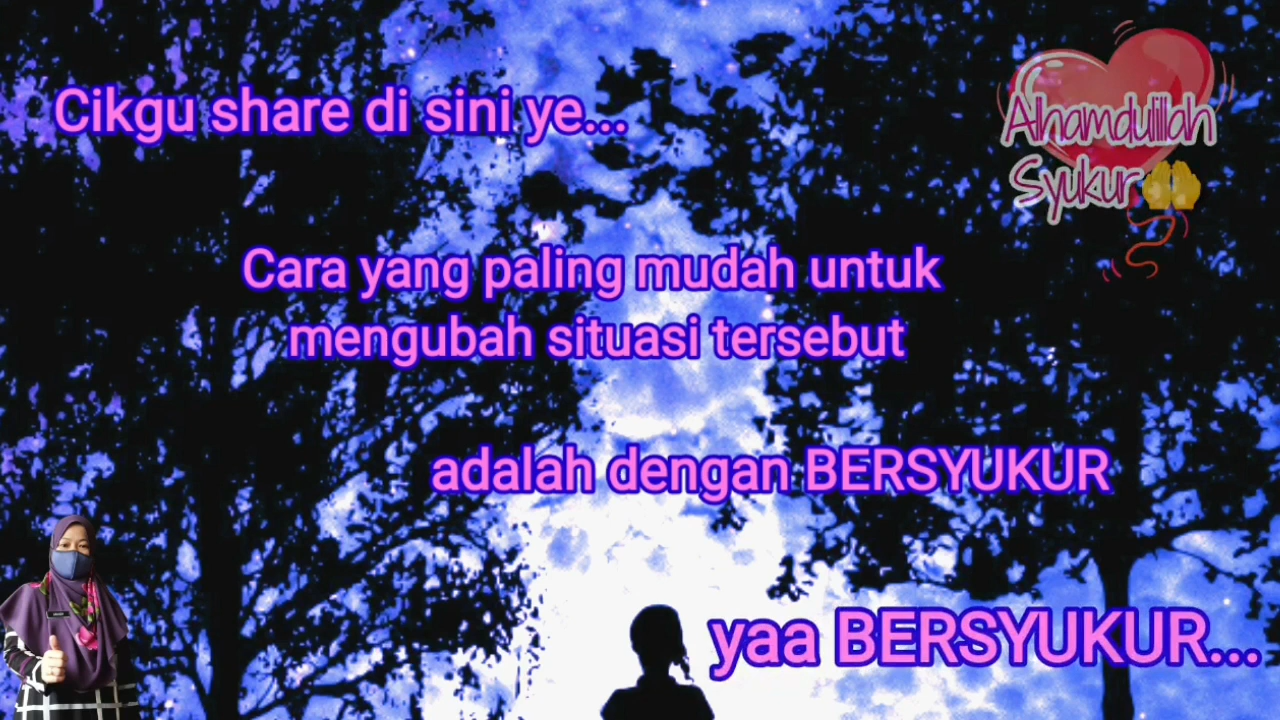 Cikgu share di sini ye...
Alhamdulillah
Syukur
Cara yang paling mudah untuk
mengubah situasi tersebut
adalah dengan BERSYUKUR
yaa BERSYUKUR...